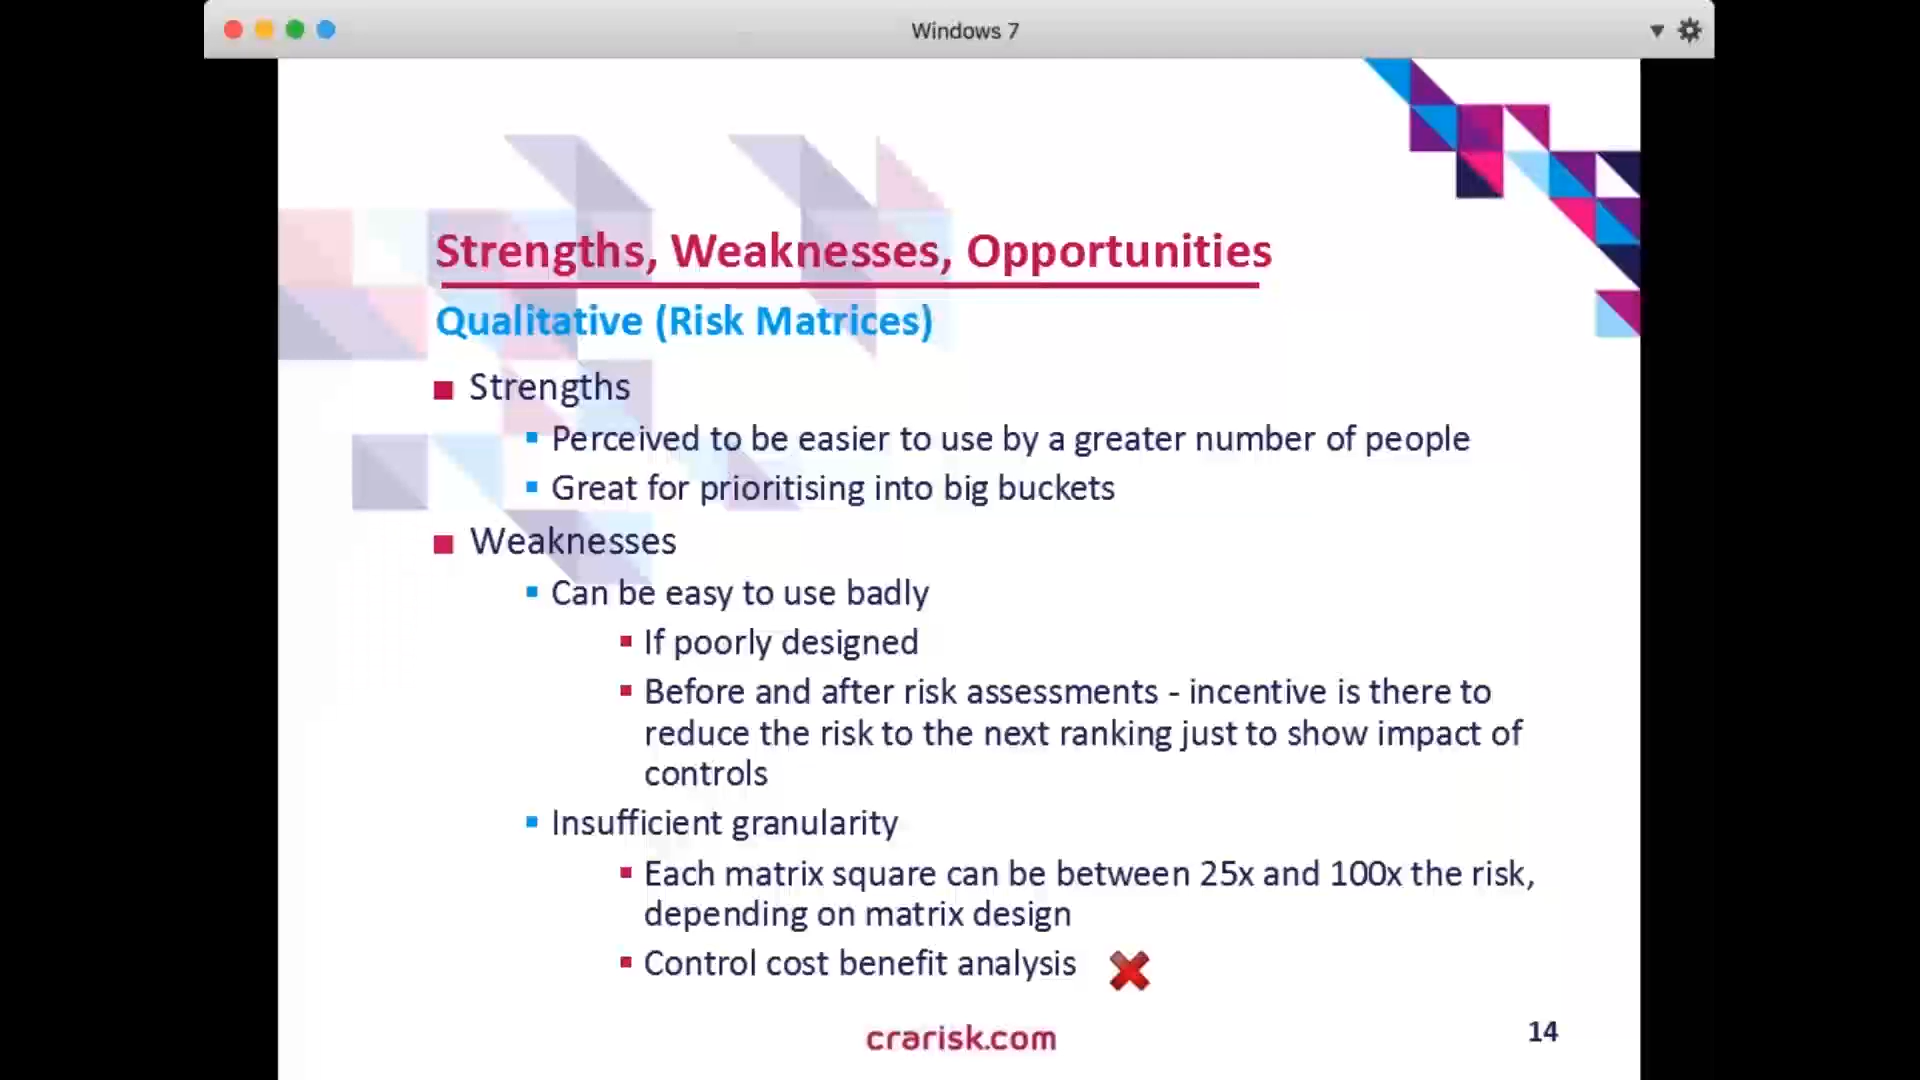 Windows 7
Strengths, Weaknesses, Opportunities
Qualitative (Risk Matrices)
Strengths
Perceived to be easier to use by a greater number of people
Great for prioritising into big buckets
Weaknesses
Can be easy to use badly
If poorly designed
Before and after risk assessments - incentive is there to
reduce the risk to the next ranking just to show impact of
controls
Insufficient granularity
Each matrix square can be between 25x and 100x the risk,
depending on matrix design
Control cost benefit analysis
crarisk.com
14